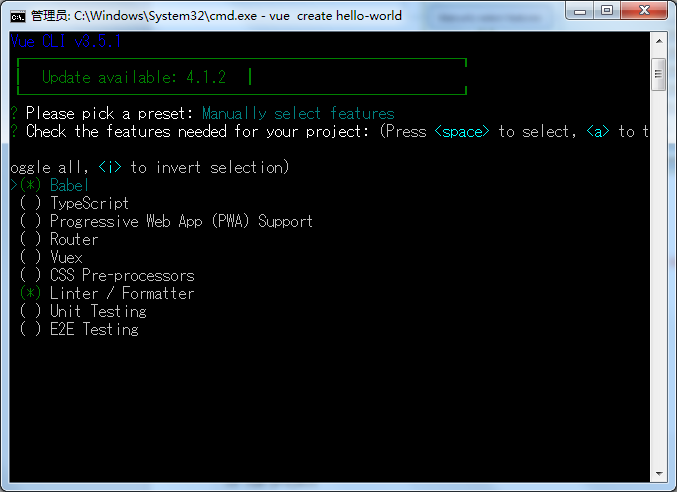 管理员: C:\Windows\System32\cmd.exe - vue  create hello-world
Vue CLI v3.5.1
Update available: 4.1.2
? Please pick a preset: Manually select features
? Check the features needed for your project: (Press <space> to select, <a> to t
oggle all, <i> to invert selection)
>(*) Babel
( ) TypeScript
( ) Progressive Web App (PWA) Support
( ) Router
( ) Vuex
( ) CSS Pre-processors
(*) Linter / Formatter
( ) Unit Testing
( ) E2E Testing